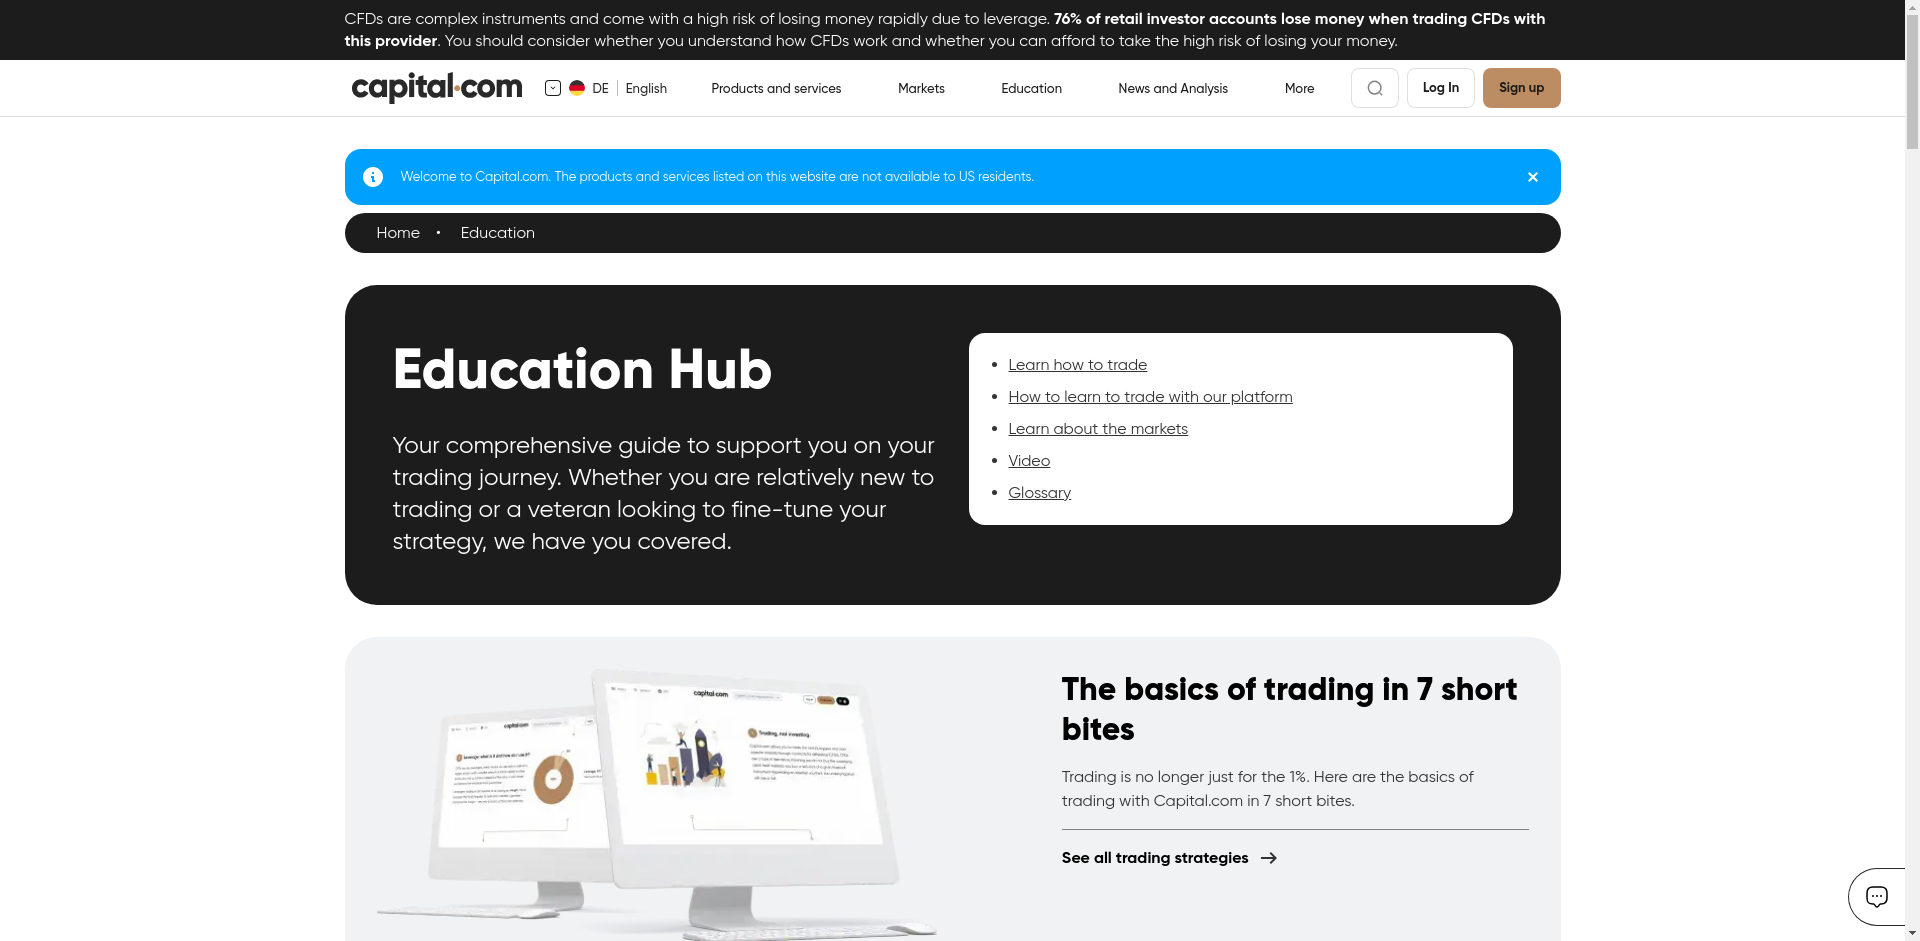 CFDs are complex instruments and come with a high risk of losing money rapidly due to leverage. 76% of retail investor accounts lose money when trading CFDs with
this provider. You should consider whether you understand how CFDs work and whether you can afford to take the high risk of losing your money.
capital.com
DE English
Products and services
Markets
Education
News and Analysis
More
Log In
Sign up
Welcome to Capital.com. The products and services listed on this website are not available to US residents.
Home • Education
Education Hub
Your comprehensive guide to support you on your
trading journey. Whether you are relatively new to
trading or a veteran looking to fine-tune your
strategy, we have you covered.
• Learn how to trade
• How to learn to trade with our platform
• Learn about the markets
• Video
• Glossary
capital.com
Trading, not investing.
capital.com
The basics of trading in 7 short
bites
Trading is no longer just for the 1%. Here are the basics of
trading with Capital.com in 7 short bites.
See all trading strategies